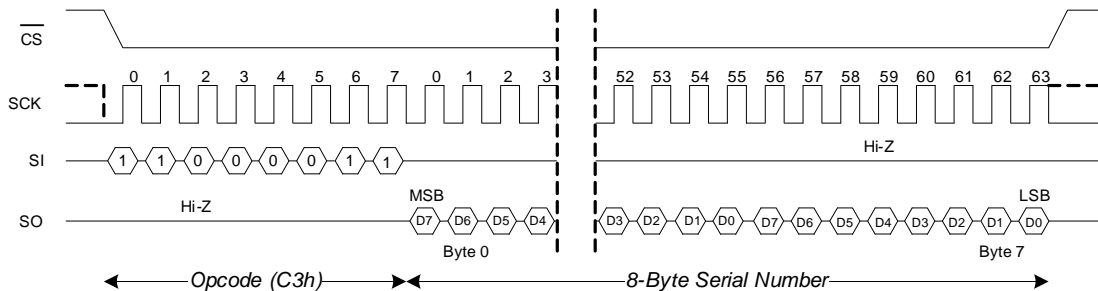 CS
0 1 2 3 4 5 6 7 0 1 2 3 52 53 54 55 56 57 58 59 60 61 62 63
SCK
Hi-Z
SI 1 1 0 0 0 0 1 1
Hi-Z MSB LSB
SO D7 D6 D5 D4 D3 D2 D1 D0 D7 D6 D5 D4 D3 D2 D1 D0
Byte 0 Byte 7
Opcode (C3h) 8-Byte Serial Number